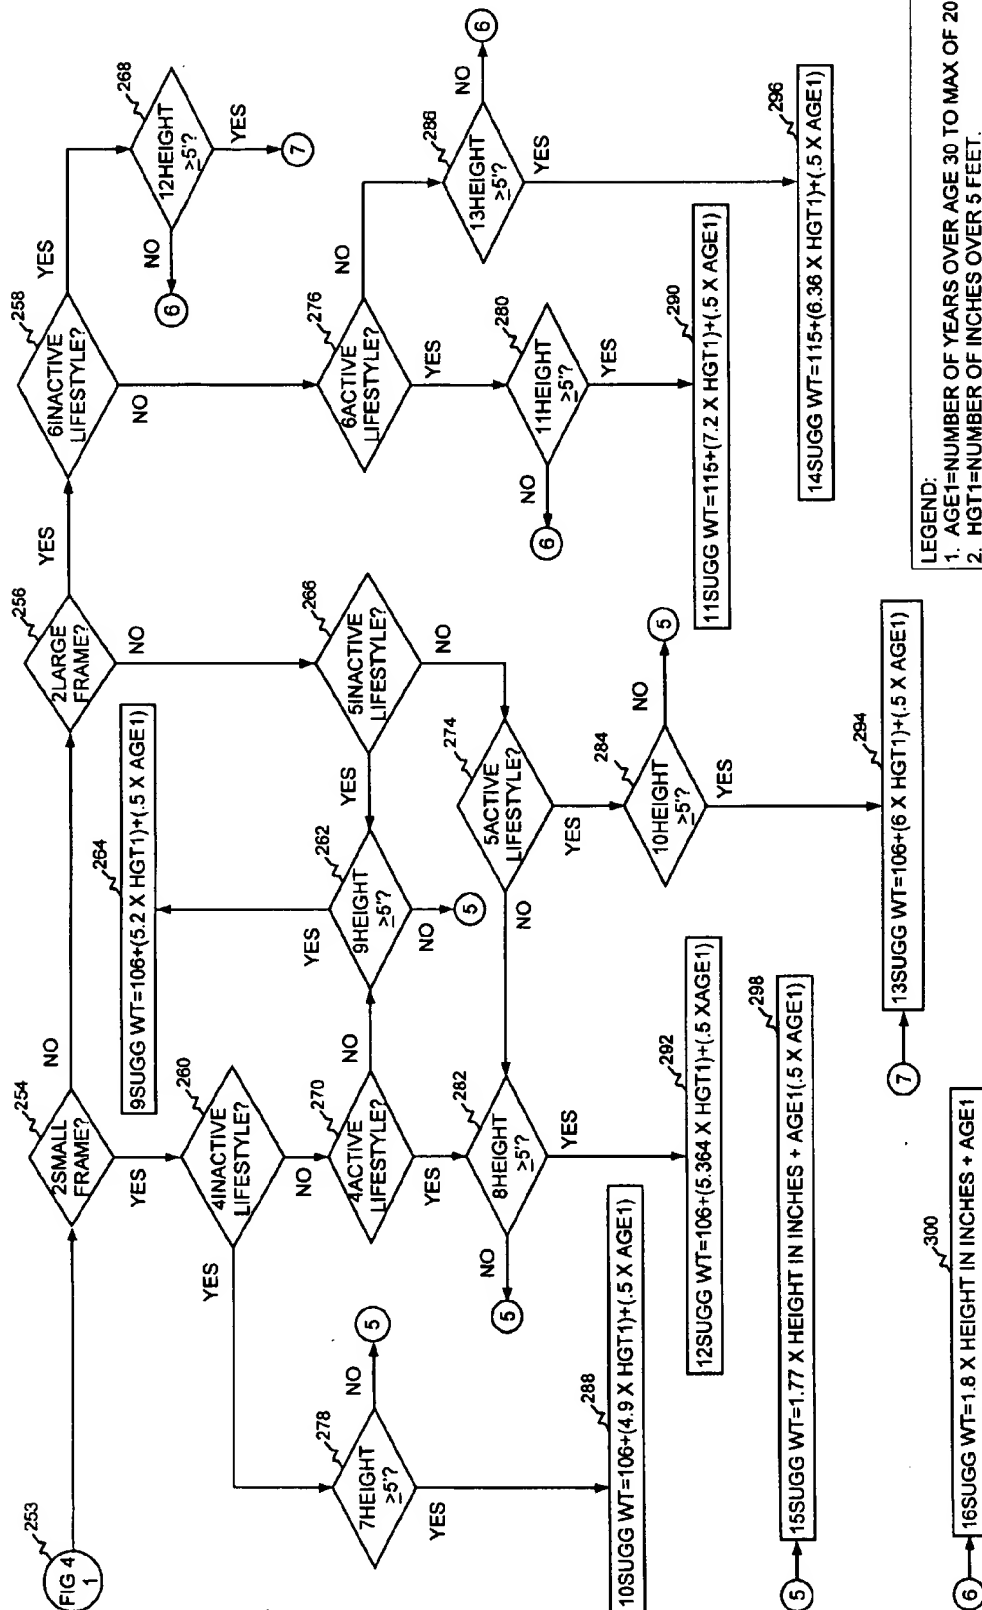 253
FIG 4
1
254
2SMALL
FRAME?
NO
YES
256
2LARGE
FRAME?
YES
NO
258
6INACTIVE
LIFESTYLE?
YES
NO
268
12HEIGHT
≥5'?
NO
6
YES
7
264
9SUGG WT=106+(5.2 X HGT1)+(.5 X AGE1)
260
4INACTIVE
LIFESTYLE?
YES
NO
266
5INACTIVE
LIFESTYLE?
YES
NO
276
6ACTIVE
LIFESTYLE?
NO
YES
286
13HEIGHT
≥5'?
NO
6
YES
278
7HEIGHT
≥5'?
NO
5
YES
270
4ACTIVE
LIFESTYLE?
NO
YES
262
9HEIGHT
≥5'?
YES
NO
5
274
5ACTIVE
LIFESTYLE?
NO
YES
280
11HEIGHT
≥5'?
NO
6
YES
282
8HEIGHT
≥5'?
NO
5
YES
284
10HEIGHT
≥5'?
NO
5
YES
288
10SUGG WT=106+(4.9 X HGT1)+(.5 X AGE1)
292
12SUGG WT=106+(5.364 X HGT1)+(.5 XAGE1)
290
11SUGG WT=115+(7.2 X HGT1)+(.5 X AGE1)
296
14SUGG WT=115+(6.36 X HGT1)+(.5 X AGE1)
5
298
15SUGG WT=1.77 X HEIGHT IN INCHES + AGE1(.5 X AGE1)
7
294
13SUGG WT=106+(6 X HGT1)+(.5 X AGE1)
6
300
16SUGG WT=1.8 X HEIGHT IN INCHES + AGE1
LEGEND:
1. AGE1=NUMBER OF YEARS OVER AGE 30 TO MAX OF 20
2. HGT1=NUMBER OF INCHES OVER 5 FEET.